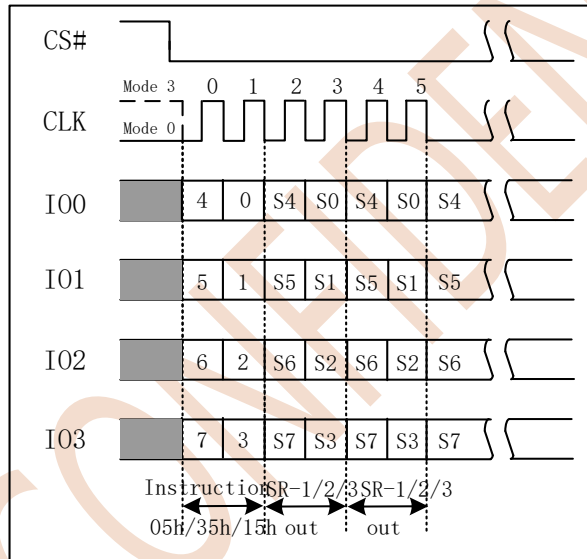 CS#
Mode 3 0 1 2 3 4 5
CLK
Mode 0
IO0 4 0 S4 S0 S4 S0 S4
IO1 5 1 S5 S1 S5 S1 S5
IO2 6 2 S6 S2 S6 S2 S6
IO3 7 3 S7 S3 S7 S3 S7
Instruction SR-1/2/3 SR-1/2/3
05h/35h/15h out out
CONFIDEN